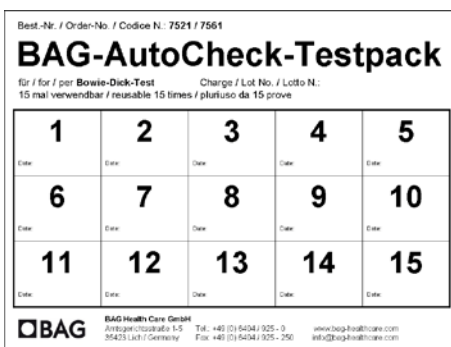 Best.-Nr. / Order-No. / Codice N.: 7521 / 7561
BAG-AutoCheck-Testpack
für / for / per Bowie-Dick-Test Charge / Lot No. / Lotto N.:
15 mal verwendbar / reusable 15 times / pluriuso da 15 prove
1 2 3 4 5
Date: Date: Date: Date: Date:
6 7 8 9 10
Date: Date: Date: Date: Date:
11 12 13 14 15
Date: Date: Date: Date: Date:
BAG
BAG Health Care GmbH
Amtsgerichtsstraße 1-5 Tel.: +49 (0) 6404 / 925 - 0 www.bag-healthcare.com
35423 Lich / Germany Fax: +49 (0) 6404 / 925 - 250 info@bag-healthcare.com